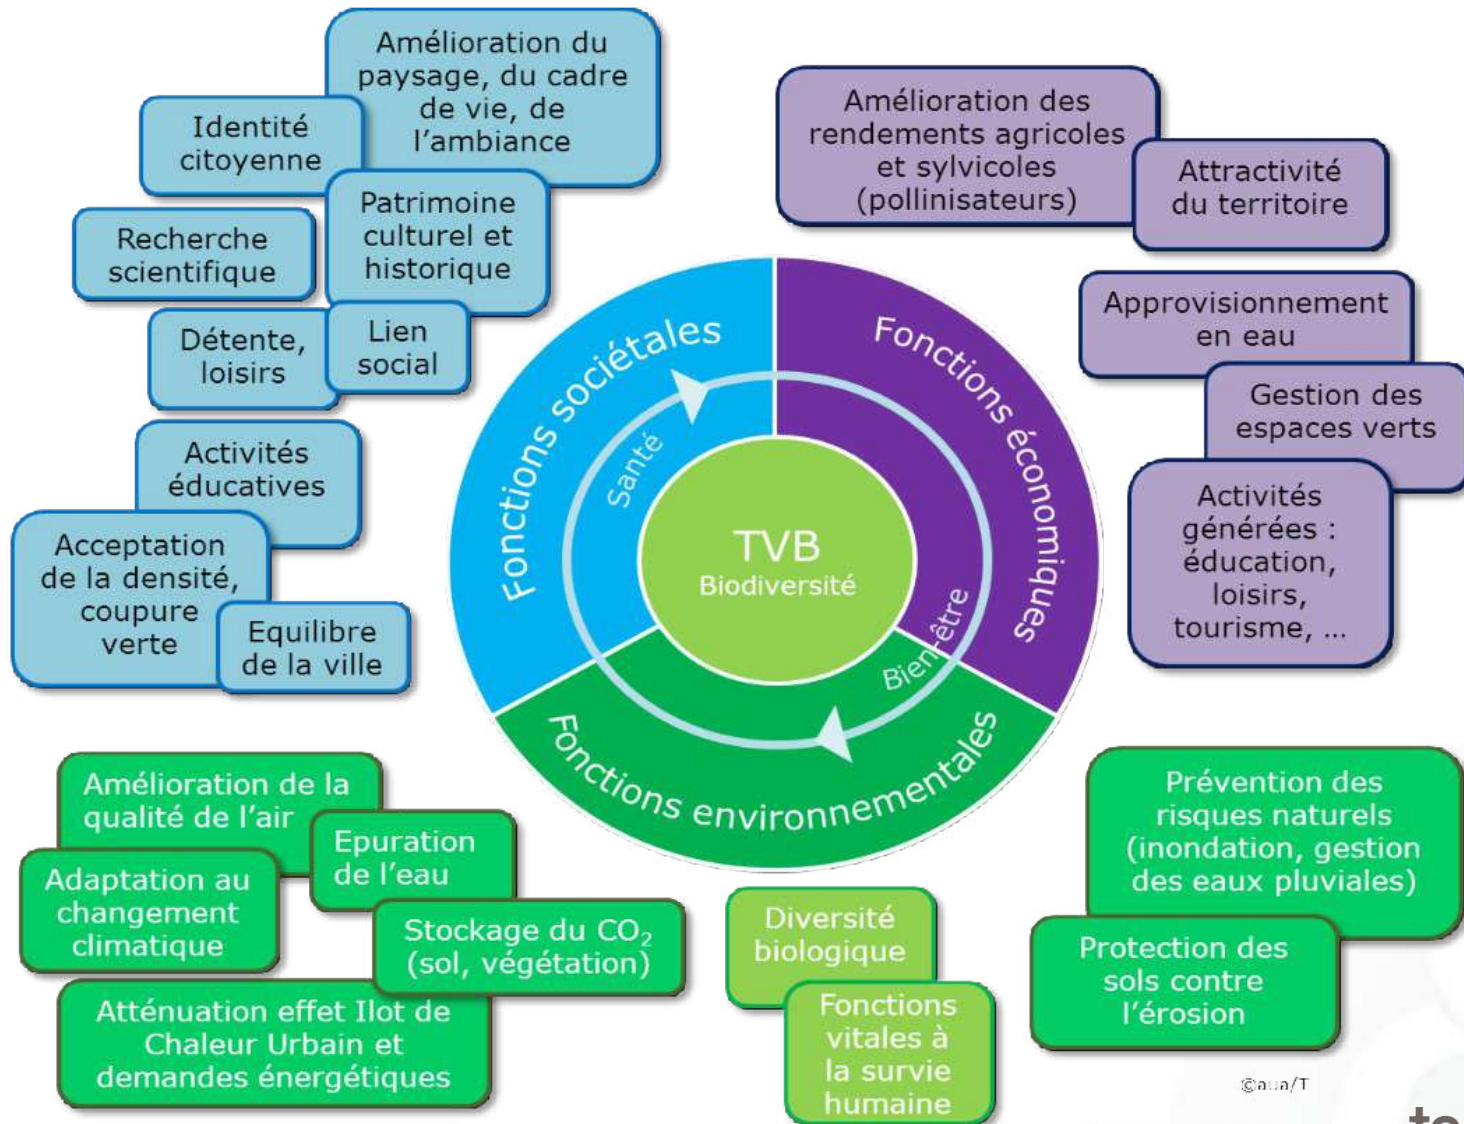 Amélioration du
paysage, du cadre
de vie, de
l'ambiance
Identité
citoyenne
Patrimoine
culturel et
historique
Recherche
scientifique
Détente,
loisirs
Lien
social
Activités
éducatives
Acceptation
de la densité,
coupure
verte
Equilibre
de la ville
Amélioration des
rendements agricoles
et sylvicoles
(pollinisateurs)
Attractivité
du territoire
Approvisionnement
en eau
Gestion des
espaces verts
Activités
générées :
éducation,
loisirs,
tourisme, ...
Fonctions sociétales
Fonctions économiques
Fonctions environnementales
Santé
Bien-être
TVB
Biodiversité
Amélioration de la
qualité de l'air
Epuration
de l'eau
Adaptation au
changement
climatique
Stockage du CO₂
(sol, végétation)
Atténuation effet Ilot de
Chaleur Urbain et
demandes énergétiques
Diversité
biologique
Fonctions
vitales à
la survie
humaine
Prévention des
risques naturels
(inondation, gestion
des eaux pluviales)
Protection des
sols contre
l'érosion
©aua/T